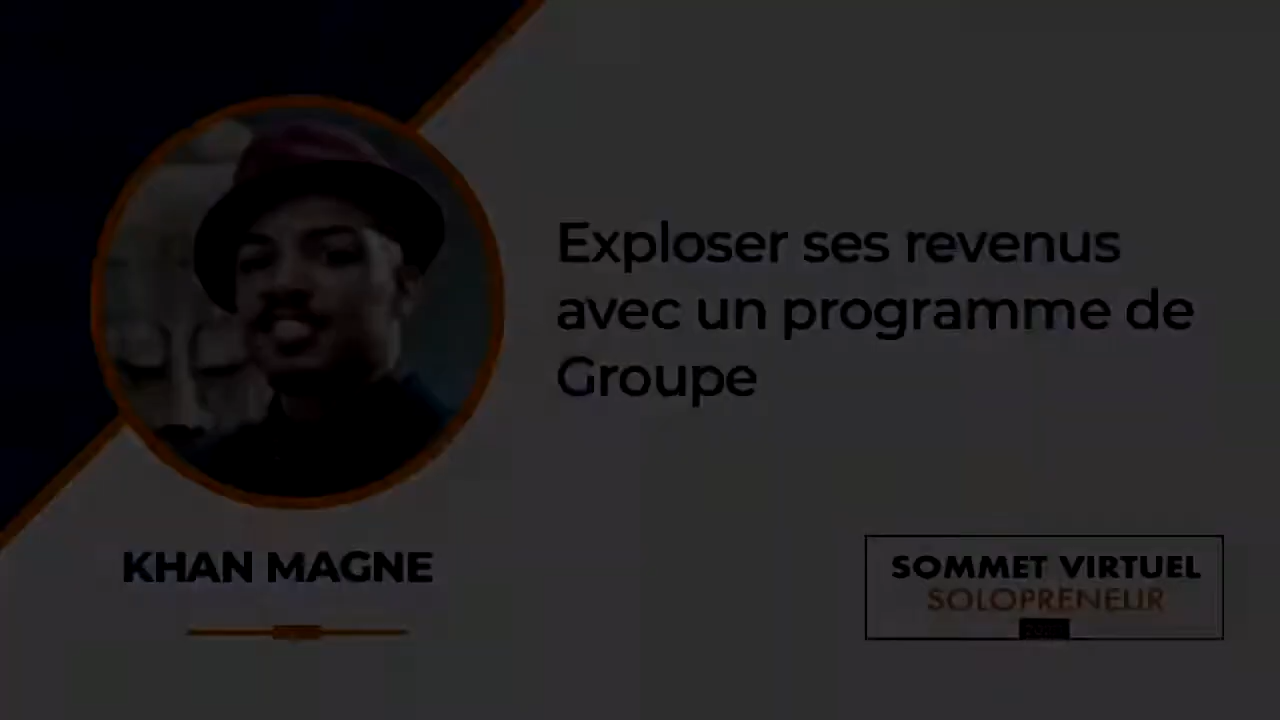 Exploser ses revenus
avec un programme de
Groupe
KHAN MAGNE
SOMMET VIRTUEL
SOLOPRENEUR